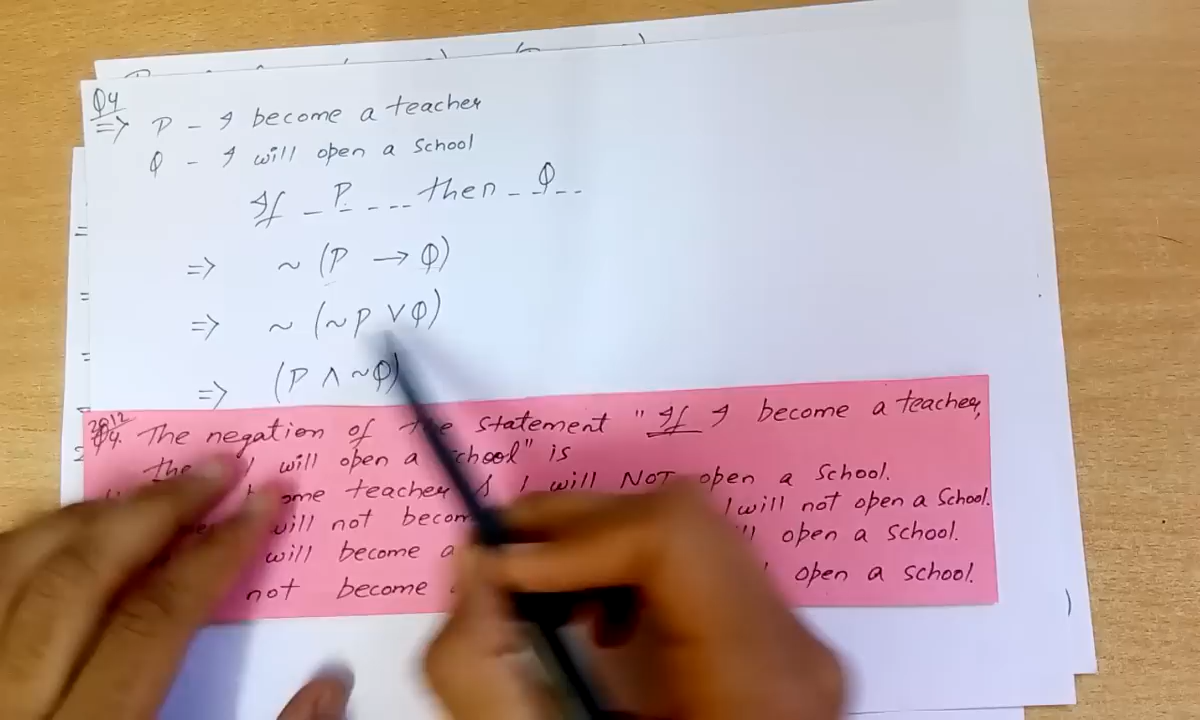 Q4
=> P - I become a teacher
Q - I will open a School
If _ P _ _ _ then _ Q _ _
=> ~ (P → Q)
=> ~ (~P ∨ Q)
=> (P ∧ ~Q)
2012
Q4. The negation of the statement "If I become a teacher,
I will open a School" is
teacher & I will NOT open a School.
will not I will not open a School.
will become a open a school.
not become open a school.